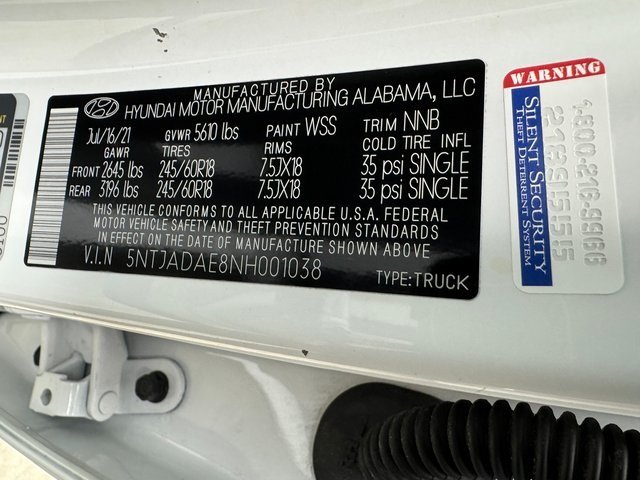 MANUFACTURED BY
HYUNDAI MOTOR MANUFACTURING ALABAMA, LLC
Jul/16/21 GVWR 5610 lbs PAINT WSS TRIM NNB
GAWR TIRES RIMS COLD TIRE INFL
FRONT 2645 lbs 245/60R18 7.5JX18 35 psi SINGLE
REAR 3196 lbs 245/60R18 7.5JX18 35 psi SINGLE
THIS VEHICLE CONFORMS TO ALL APPLICABLE U.S.A. FEDERAL
MOTOR VEHICLE SAFETY AND THEFT PREVENTION STANDARDS
IN EFFECT ON THE DATE OF MANUFACTURE SHOWN ABOVE.
V.I.N 5NTJADAE8NH001038
TYPE:TRUCK
WARNING
SILENT SECURITY
THEFT DETERRENT SYSTEM